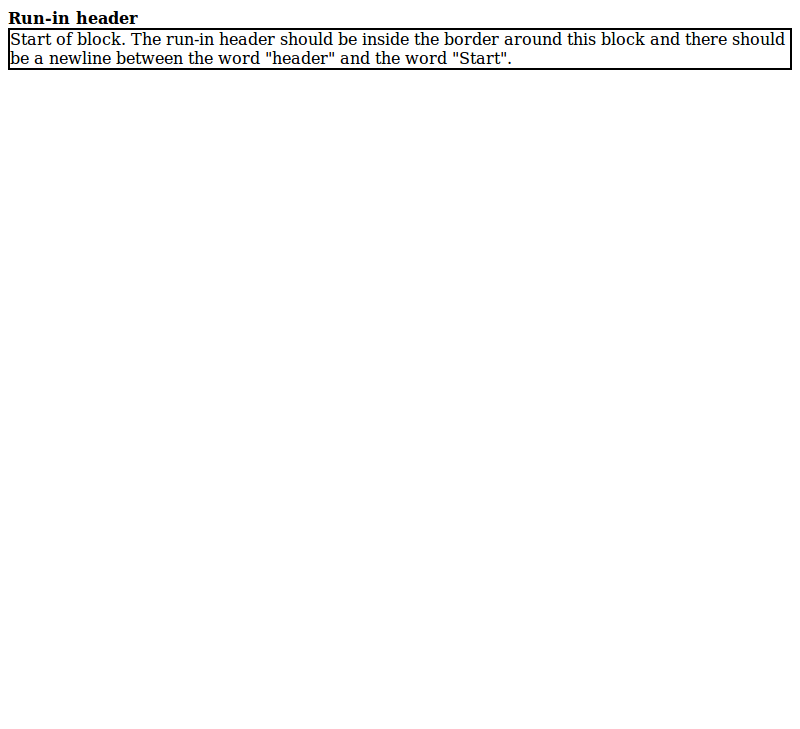 Run-in header
Start of block. The run-in header should be inside the border around this block and there should
be a newline between the word "header" and the word "Start".